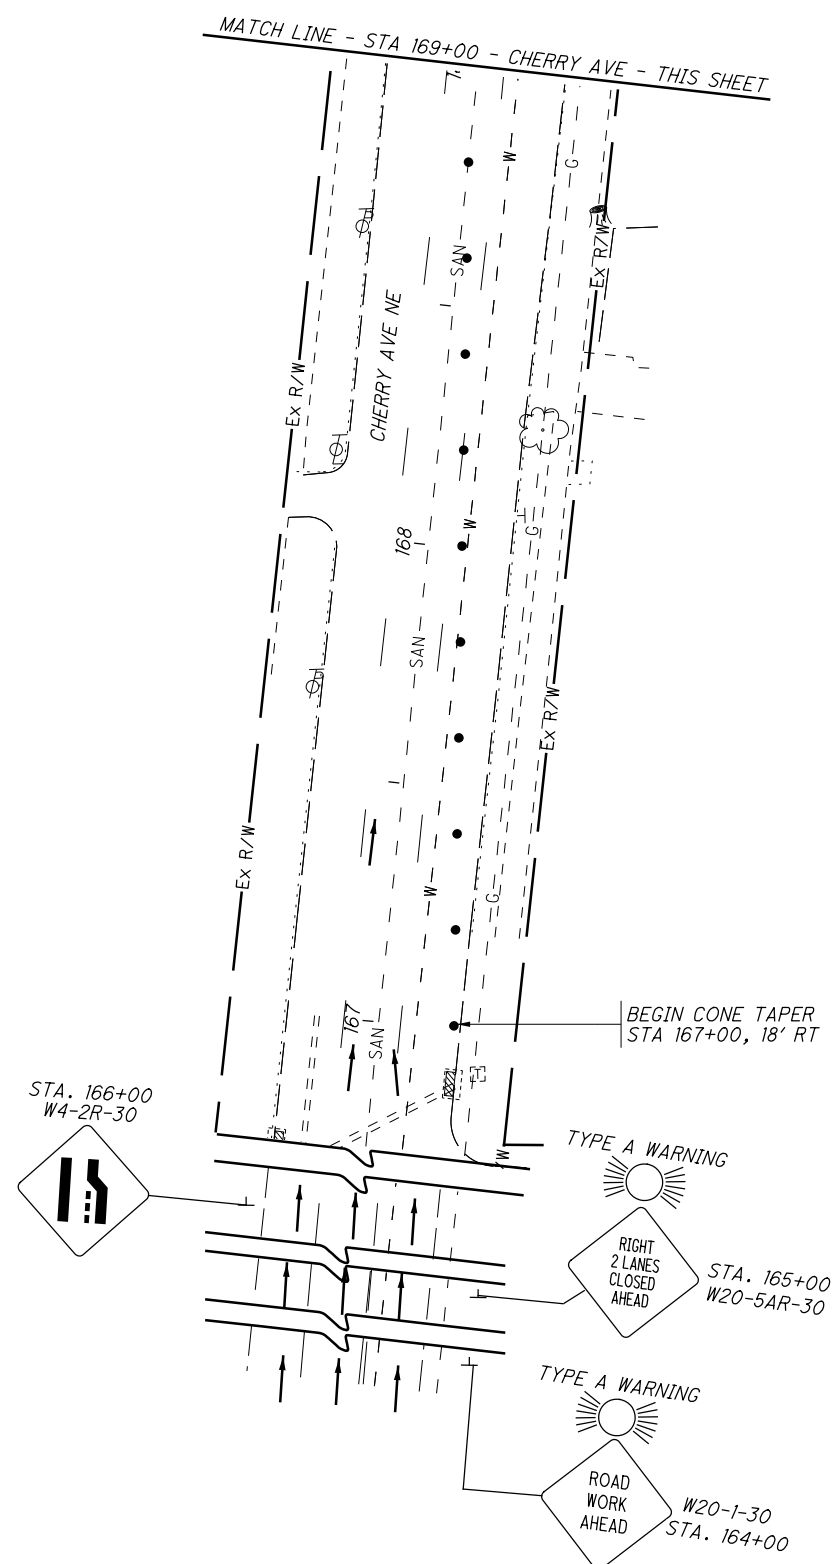 MATCH LINE - STA 169+00 - CHERRY AVE - THIS SHEET
W
G
Ex R/W
SAN
CHERRY AVE NE
Ex R/W
W
G
168
SAN
Ex R/W
Ex R/W
W
G
167
SAN
BEGIN CONE TAPER
STA 167+00, 18' RT
STA. 166+00
W4-2R-30
W
TYPE A WARNING
RIGHT
2 LANES
CLOSED
AHEAD
STA. 165+00
W20-5AR-30
TYPE A WARNING
ROAD
WORK
AHEAD
W20-1-30
STA. 164+00